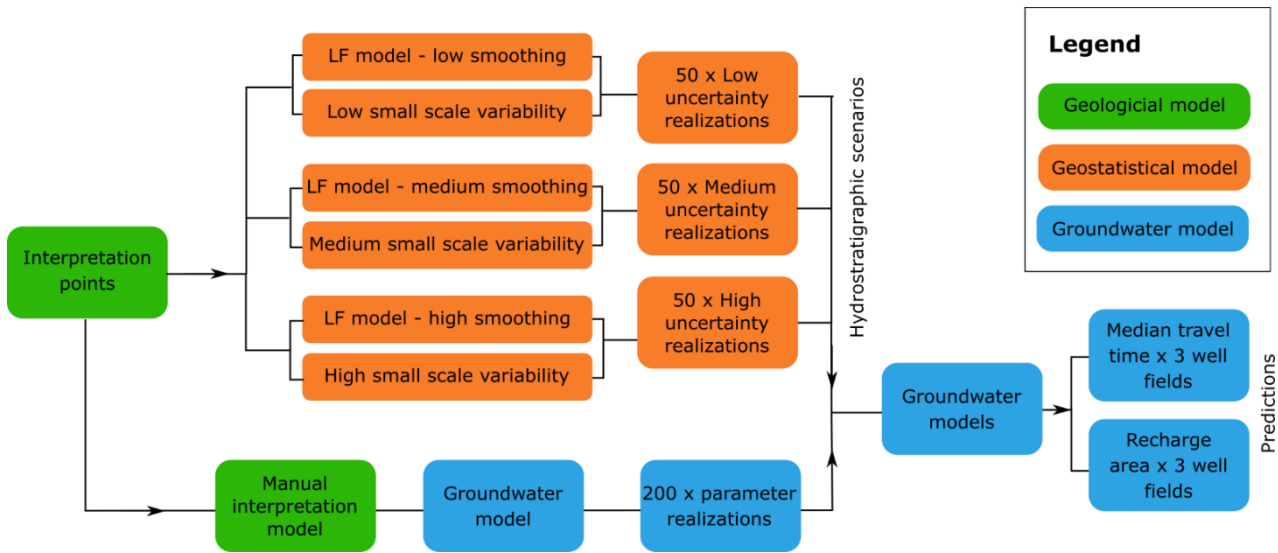 Interpretation
points
LF model - low smoothing
Low small scale variability
50 x Low
uncertainty
realizations
LF model - medium smoothing
Medium small scale variability
50 x Medium
uncertainty
realizations
LF model - high smoothing
High small scale variability
50 x High
uncertainty
realizations
Hydrostratigraphic scenarios
Manual
interpretation
model
Groundwater
model
200 x parameter
realizations
Groundwater
models
Median travel
time x 3 well
fields
Recharge
area x 3 well
fields
Predictions
Legend
Geologicial model
Geostatistical model
Groundwater model